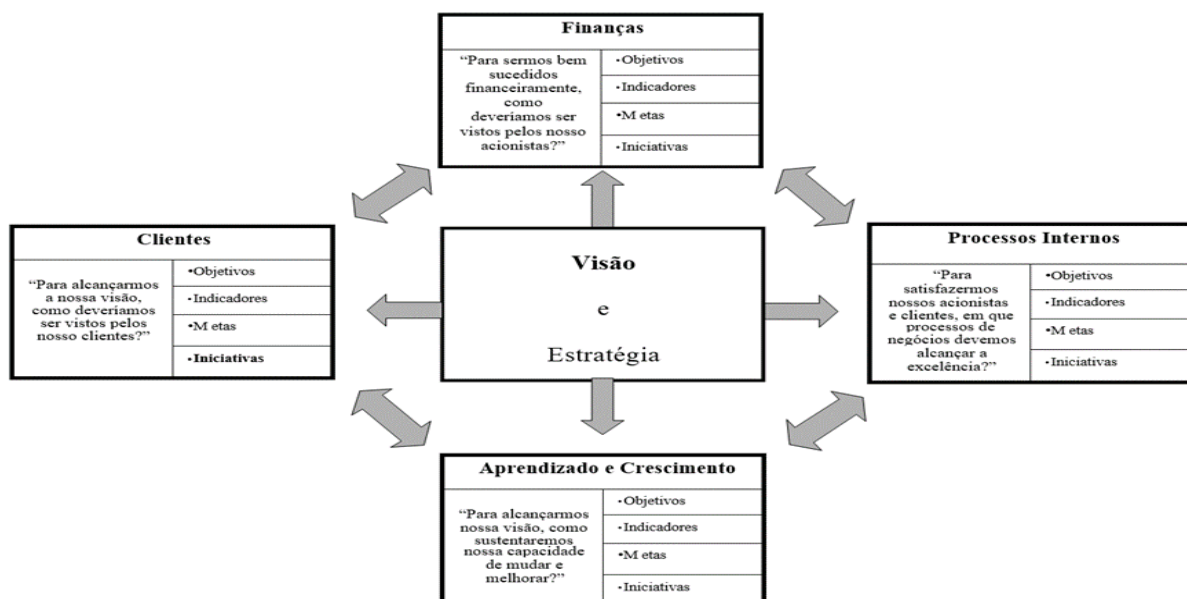 Finanças
“Para sermos bem
sucedidos
financeiramente,
como
deveríamos ser
vistos pelos nosso
acionistas?”
•Objetivos
•Indicadores
•M etas
•Iniciativas
Clientes
“Para alcançarmos
a nossa visão,
como deveríamos
ser vistos pelos
nosso clientes?”
•Objetivos
•Indicadores
•M etas
•Iniciativas
Visão
e
Estratégia
Processos Internos
“Para
satisfazermos
nossos acionistas
e clientes, em que
processos de
negócios devemos
alcançar a
excelência?”
•Objetivos
•Indicadores
•M etas
•Iniciativas
Aprendizado e Crescimento
“Para alcançarmos
nossa visão, como
sustentaremos
nossa capacidade
de mudar e
melhorar?”
•Objetivos
•Indicadores
•M etas
•Iniciativas